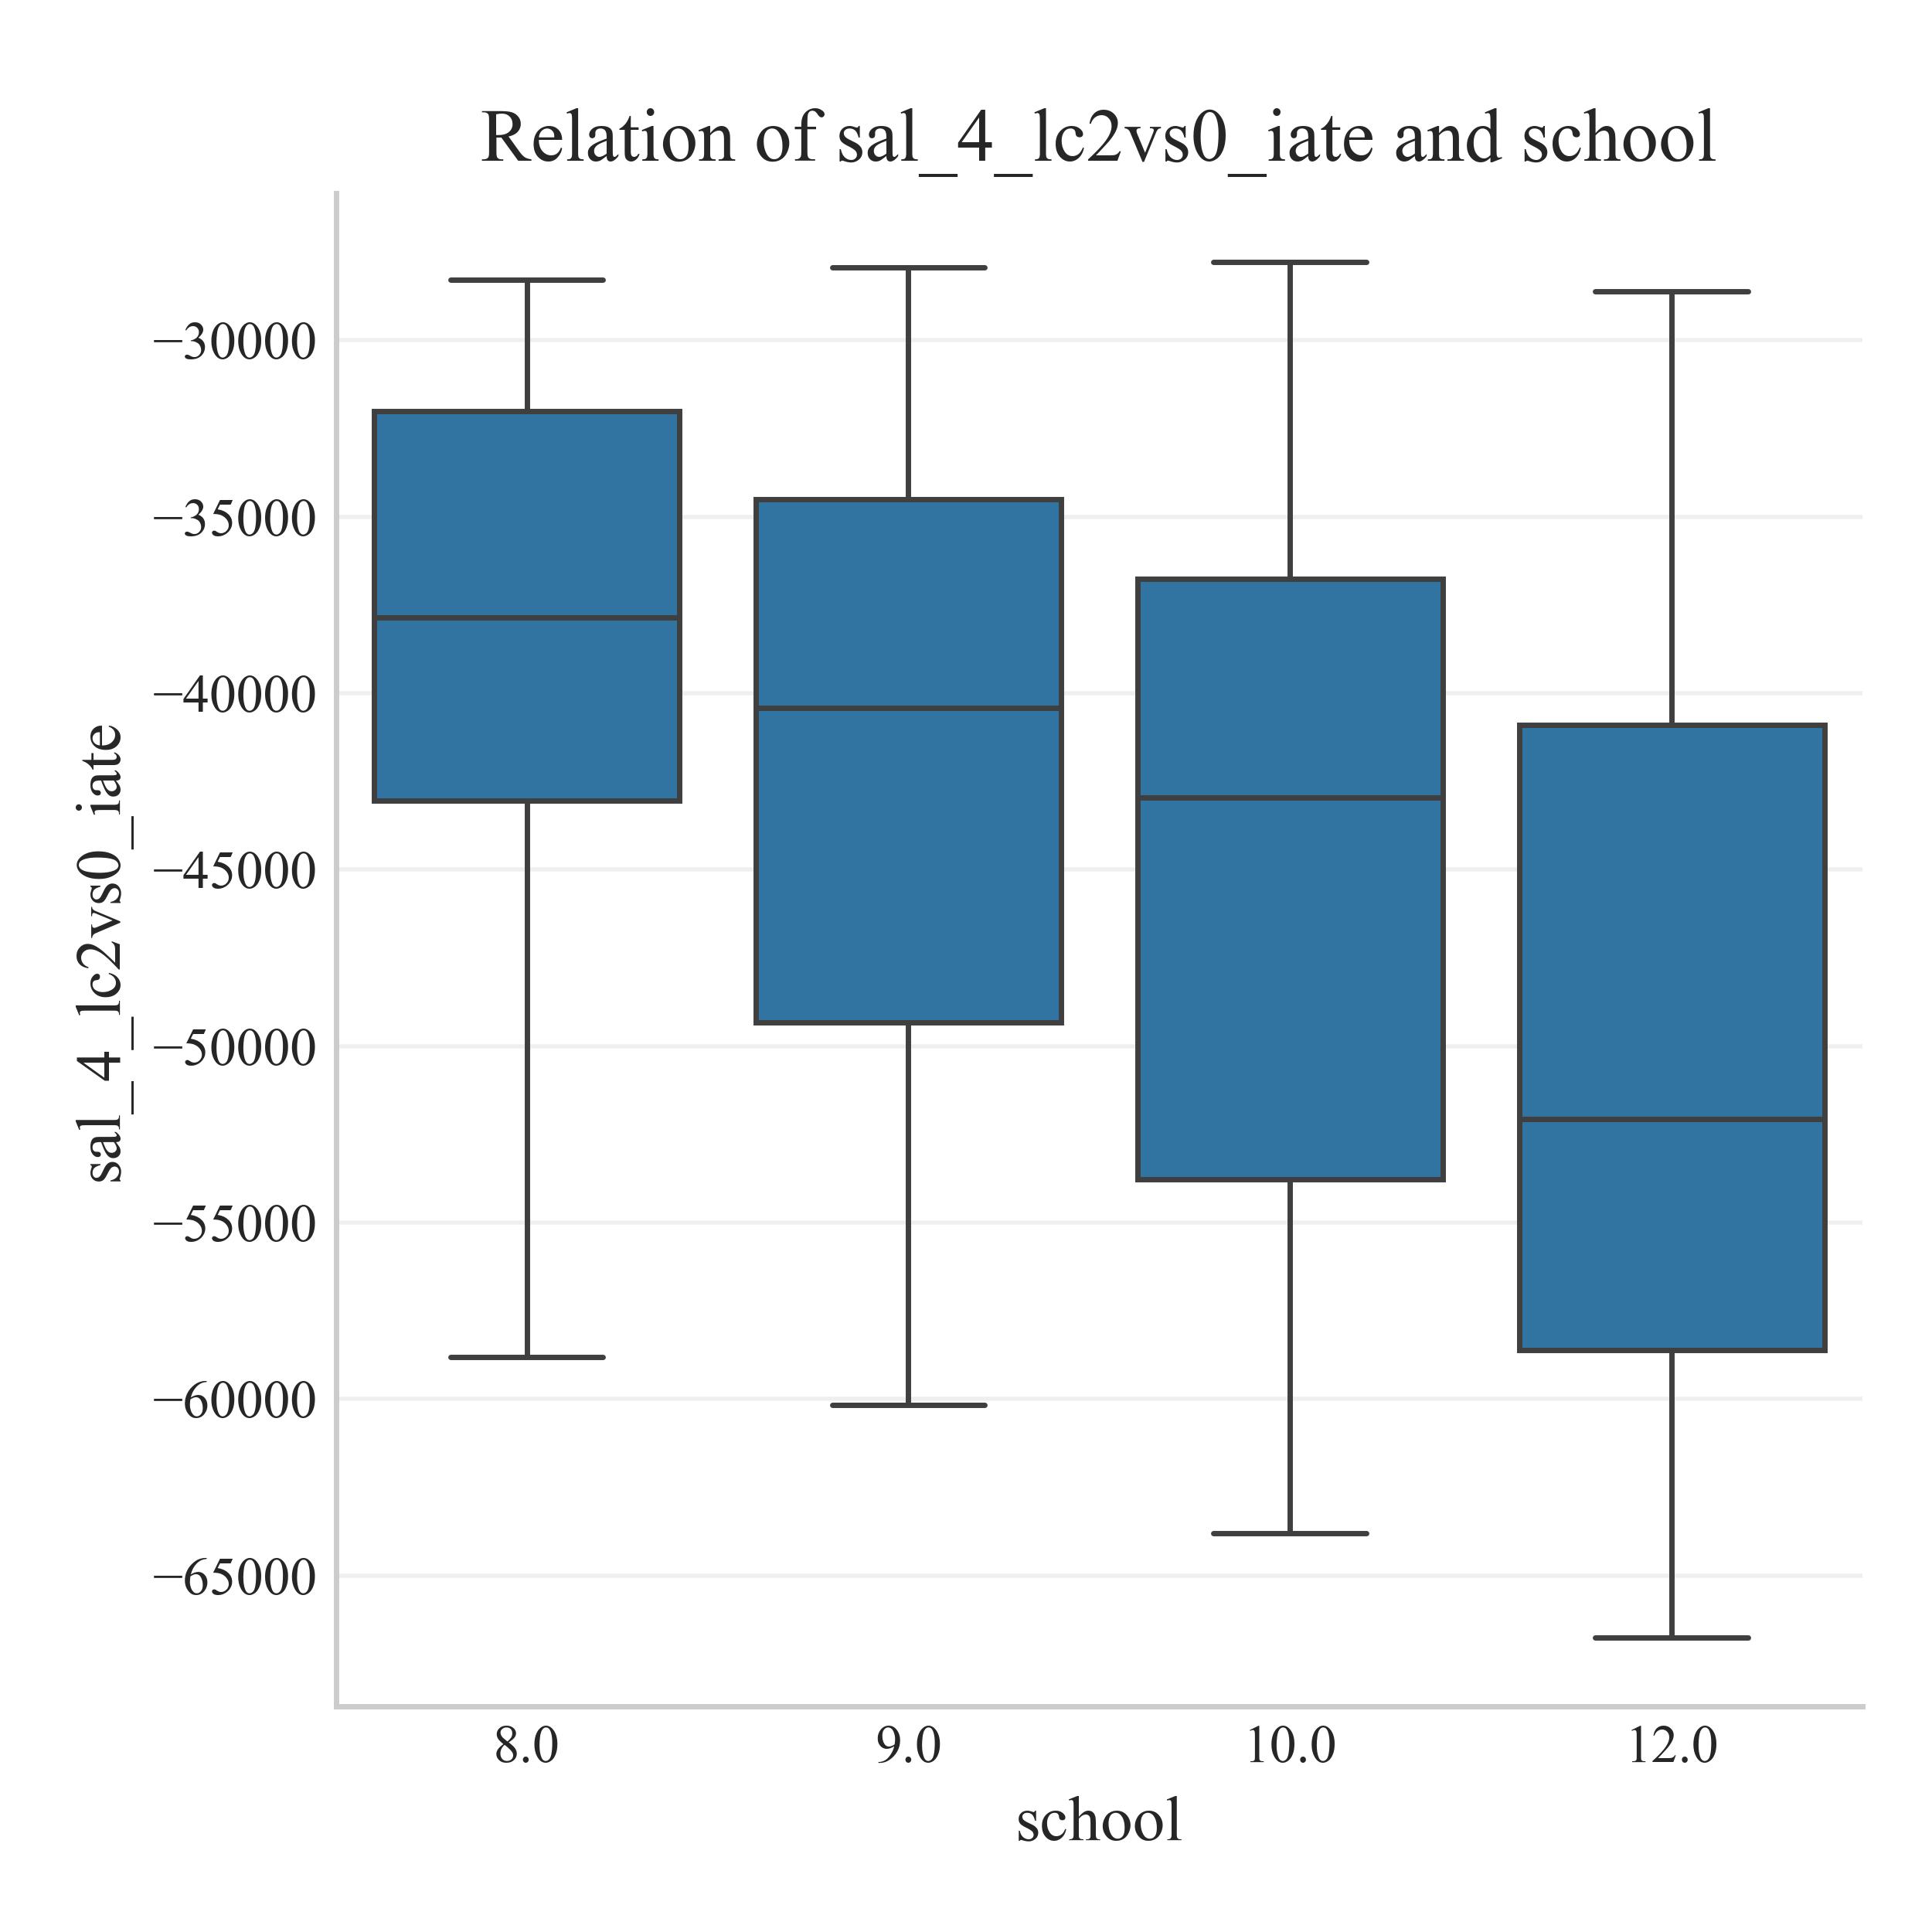 Relation of sal_4_lc2vs0_iate and school
sal_4_lc2vs0_iate
−30000
−35000
−40000
−45000
−50000
−55000
−60000
−65000
8.0 9.0 10.0 12.0
school